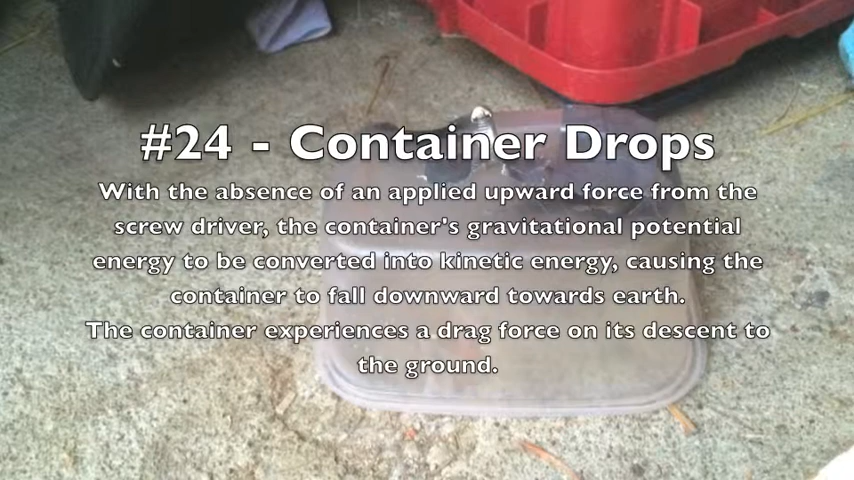 #24 - Container Drops
With the absence of an applied upward force from the
screw driver, the container's gravitational potential
energy to be converted into kinetic energy, causing the
container to fall downward towards earth.
The container experiences a drag force on its descent to
the ground.